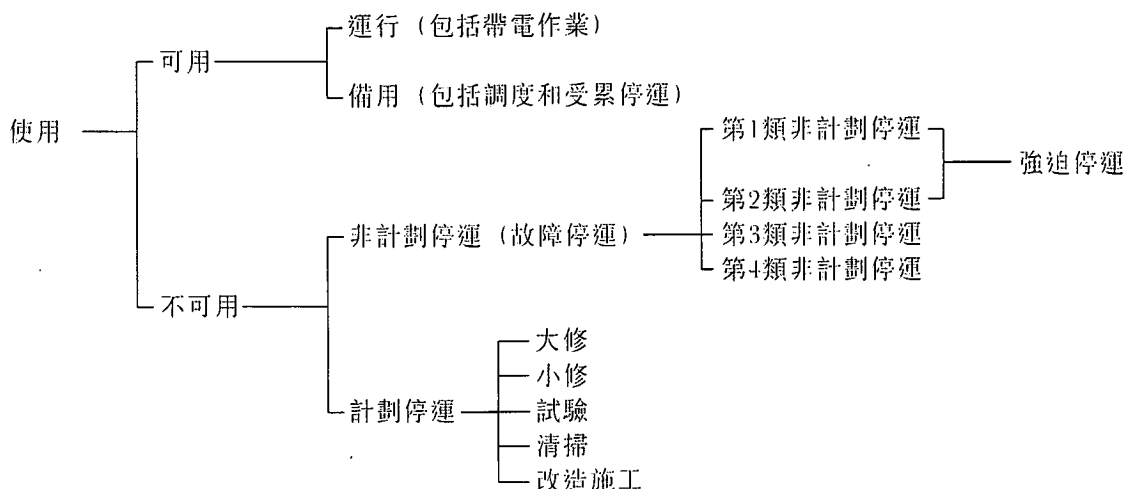 運行（包括帶電作業）
可用
備用（包括調度和受累停運）
使用
第1類非計劃停運
強迫停運
第2類非計劃停運
非計劃停運（故障停運）
第3類非計劃停運
第4類非計劃停運
不可用
大修
小修
計劃停運
試驗
清掃
改造施工